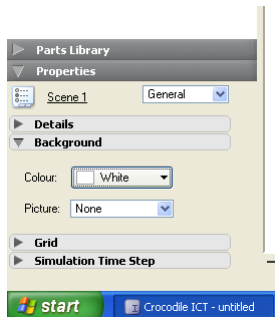 Parts Library
Properties
Scene 1 General
Details
Background
Colour: White
Picture: None
Grid
Simulation Time Step
start Crocodile ICT - untitled